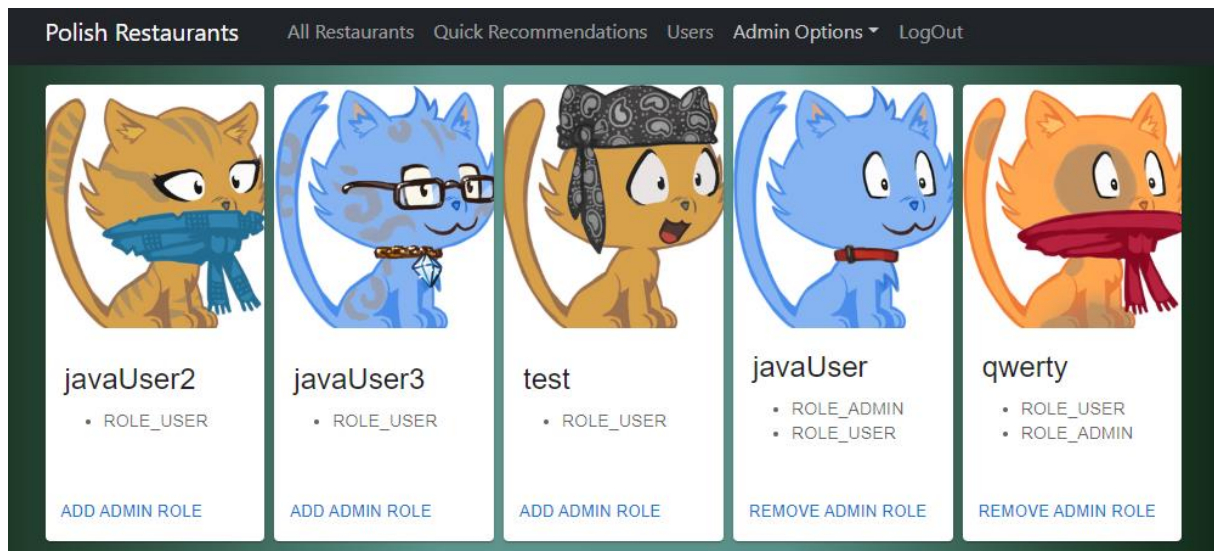 Polish Restaurants All Restaurants Quick Recommendations Users Admin Options LogOut
javaUser2
ROLE_USER
ADD ADMIN ROLE
javaUser3
ROLE_USER
ADD ADMIN ROLE
test
ROLE_USER
ADD ADMIN ROLE
javaUser
ROLE_ADMIN
ROLE_USER
REMOVE ADMIN ROLE
qwerty
ROLE_USER
ROLE_ADMIN
REMOVE ADMIN ROLE